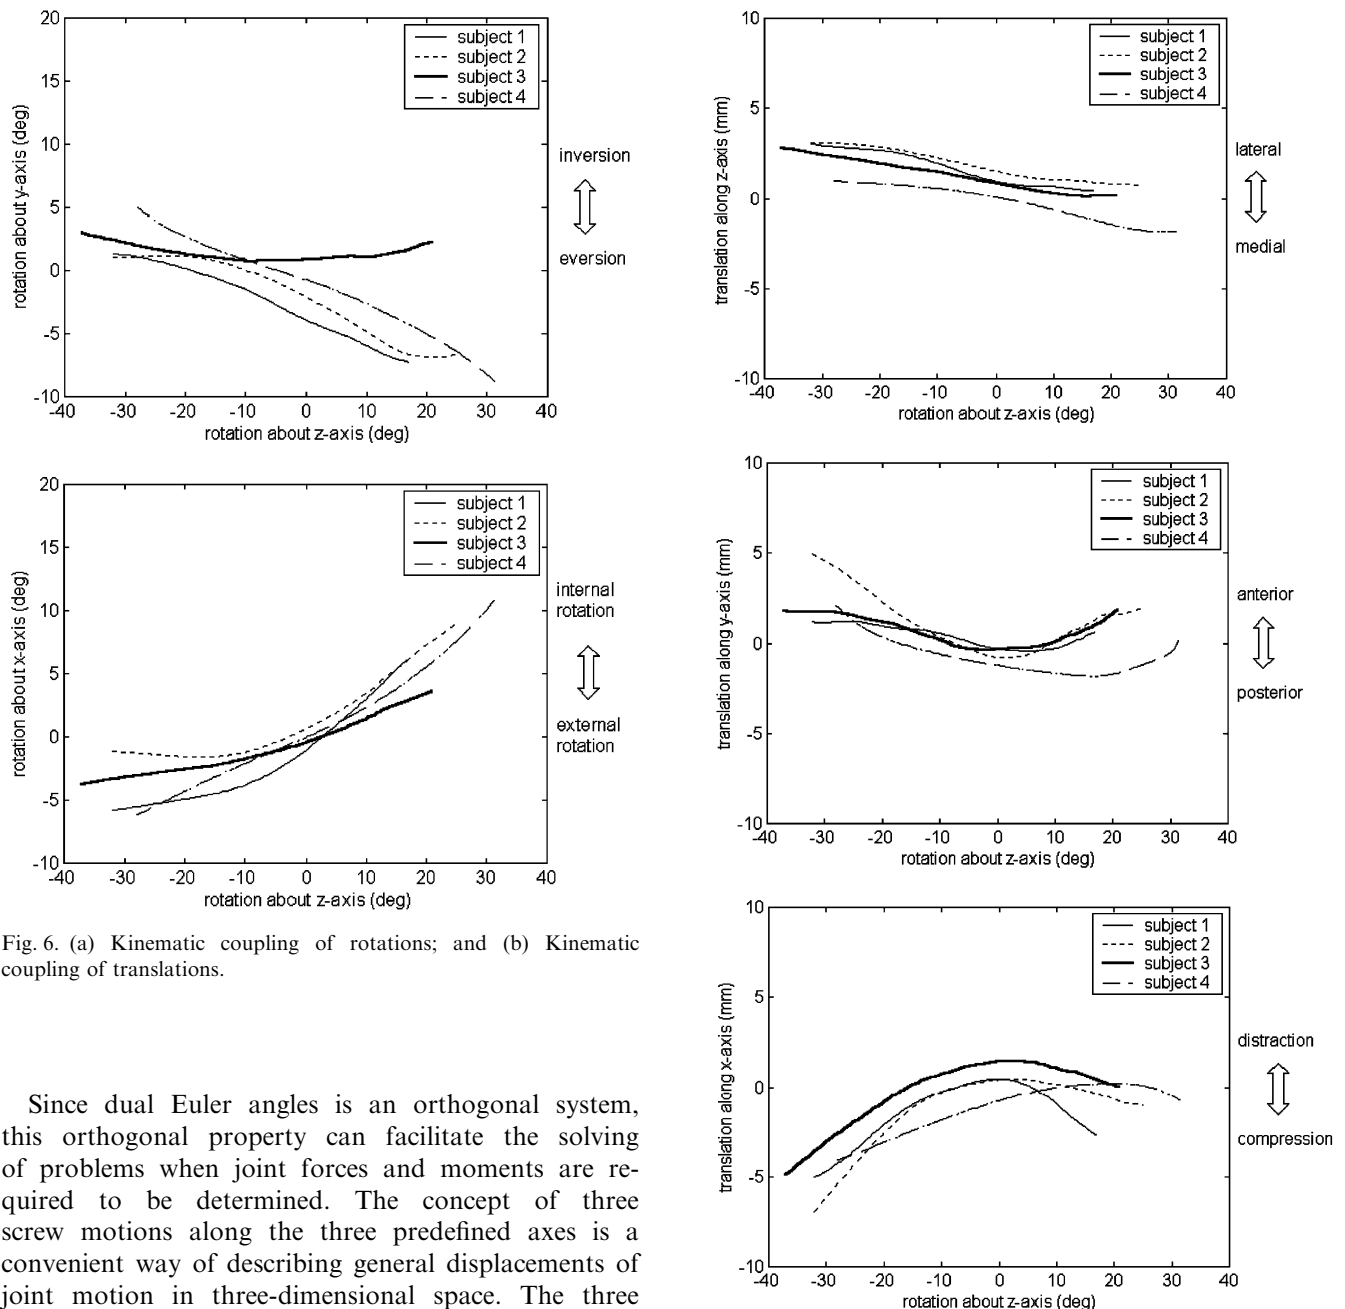 20
15
10
5
0
-5
-10
-40 -30 -20 -10 0 10 20 30 40
rotation about y-axis (deg)
rotation about z-axis (deg)
subject 1
subject 2
subject 3
subject 4
inversion
eversion
20
15
10
5
0
-5
-10
-40 -30 -20 -10 0 10 20 30 40
rotation about x-axis (deg)
rotation about z-axis (deg)
subject 1
subject 2
subject 3
subject 4
internal
rotation
external
rotation
Fig. 6. (a) Kinematic coupling of rotations; and (b) Kinematic
coupling of translations.
Since dual Euler angles is an orthogonal system,
this orthogonal property can facilitate the solving
of problems when joint forces and moments are re-
quired to be determined. The concept of three
screw motions along the three predefined axes is a
convenient way of describing general displacements of
joint motion in three-dimensional space. The three
10
5
0
-5
-10
-40 -30 -20 -10 0 10 20 30 40
translation along z-axis (mm)
rotation about z-axis (deg)
subject 1
subject 2
subject 3
subject 4
lateral
medial
10
5
0
-5
-10
-40 -30 -20 -10 0 10 20 30 40
translation along y-axis (mm)
rotation about z-axis (deg)
subject 1
subject 2
subject 3
subject 4
anterior
posterior
10
5
0
-5
-10
-40 -30 -20 -10 0 10 20 30 40
translation along x-axis (mm)
rotation about z-axis (deg)
subject 1
subject 2
subject 3
subject 4
distraction
compression